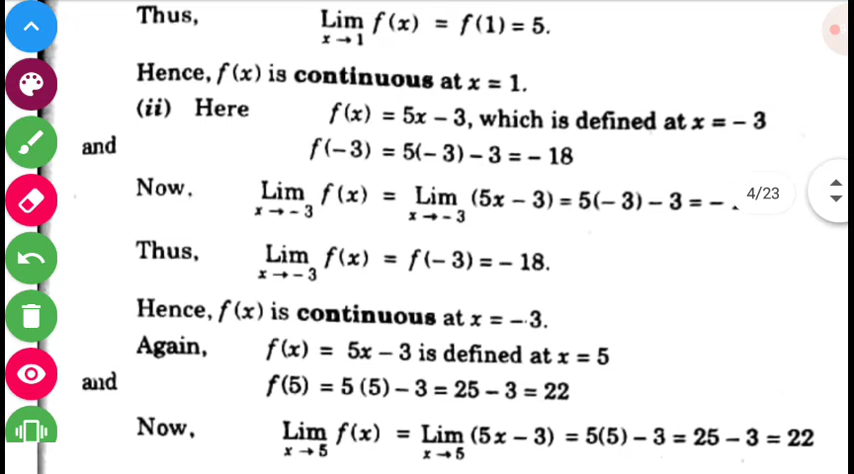 Thus, Lim x→1 f(x) = f(1) = 5.
Hence, f(x) is continuous at x = 1.
(ii) Here f(x) = 5x − 3, which is defined at x = − 3
and f(−3) = 5(−3) − 3 = − 18
Now, Lim x→−3 f(x) = Lim x→−3 (5x − 3) = 5(− 3) − 3 = −
4/23
Thus, Lim x→−3 f(x) = f(− 3) = − 18.
Hence, f(x) is continuous at x = −3.
Again, f(x) = 5x − 3 is defined at x = 5
and f(5) = 5 (5) − 3 = 25 − 3 = 22
Now, Lim x→5 f(x) = Lim x→5 (5x − 3) = 5(5) − 3 = 25 − 3 = 22